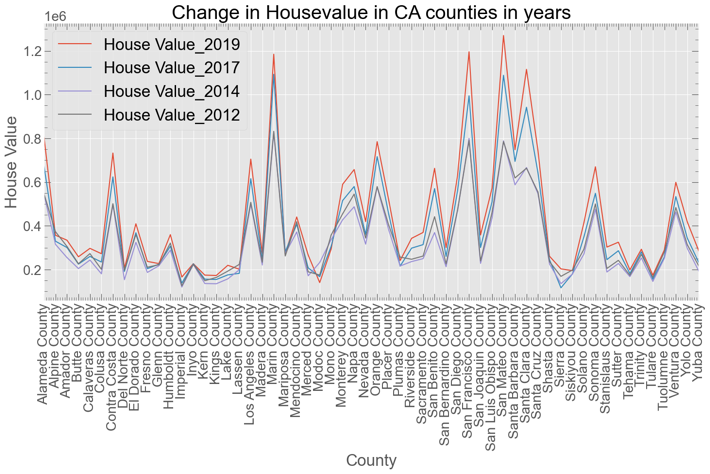 Change in Housevalue in CA counties in years
1e6
House Value_2019
House Value_2017
House Value_2014
House Value_2012
1.2
1.0
0.8
0.6
0.4
0.2
House Value
Alameda County
Alpine County
Amador County
Butte County
Calaveras County
Colusa County
Contra Costa County
Del Norte County
El Dorado County
Fresno County
Glenn County
Humboldt County
Imperial County
Inyo County
Kern County
Kings County
Lake County
Lassen County
Los Angeles County
Madera County
Marin County
Mariposa County
Mendocino County
Merced County
Modoc County
Mono County
Monterey County
Napa County
Nevada County
Orange County
Placer County
Plumas County
Riverside County
Sacramento County
San Benito County
San Bernardino County
San Diego County
San Francisco County
San Joaquin County
San Luis Obispo County
San Mateo County
Santa Barbara County
Santa Clara County
Santa Cruz County
Shasta County
Sierra County
Siskiyou County
Solano County
Sonoma County
Stanislaus County
Sutter County
Tehama County
Trinity County
Tulare County
Tuolumne County
Ventura County
Yolo County
Yuba County
County